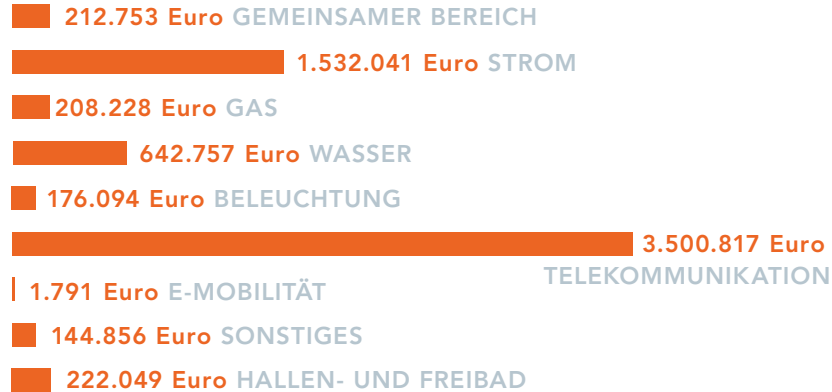 212.753 Euro GEMEINSAMER BEREICH
1.532.041 Euro STROM
208.228 Euro GAS
642.757 Euro WASSER
176.094 Euro BELEUCHTUNG
3.500.817 Euro
TELEKOMMUNIKATION
1.791 Euro E-MOBILITÄT
144.856 Euro SONSTIGES
222.049 Euro HALLEN- UND FREIBAD